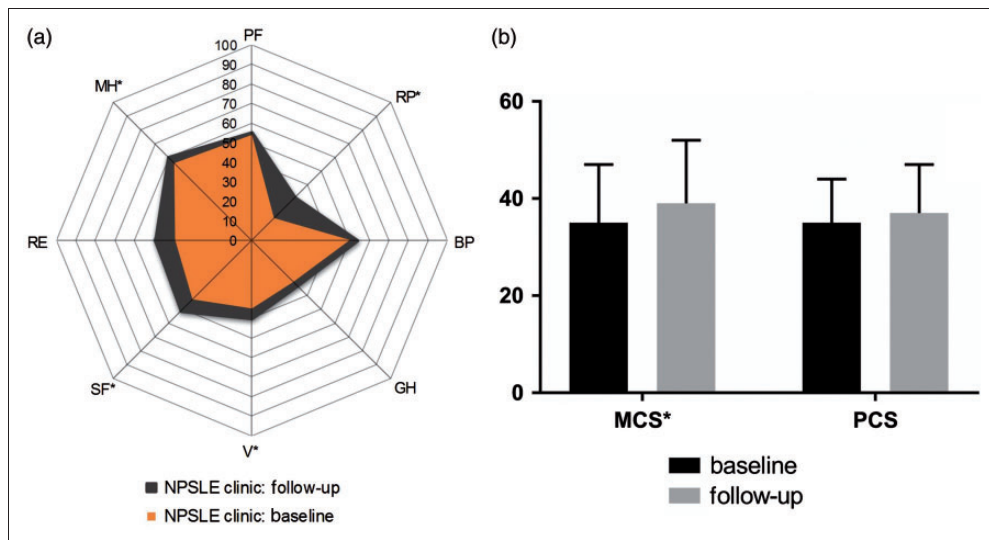 (a)
PF
100
90
80
70
60
50
40
30
20
10
0
MH*
RP*
RE
BP
SF*
GH
V*
NPSLE clinic: follow-up
NPSLE clinic: baseline
(b)
60
40
20
0
MCS* PCS
baseline
follow-up